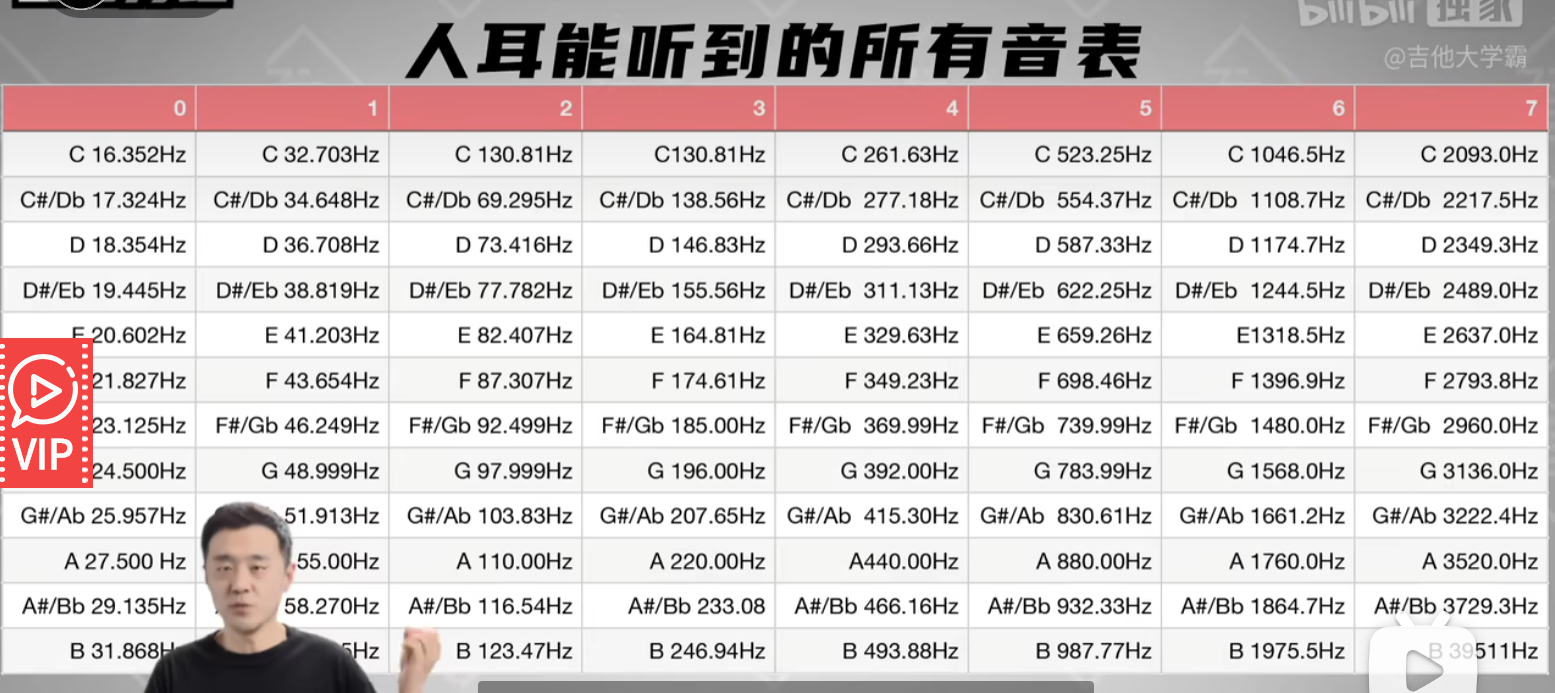 bilibili 独家
人耳能听到的所有音表
@吉他大学霸
0 1 2 3 4 5 6 7
C 16.352Hz C 32.703Hz C 130.81Hz C130.81Hz C 261.63Hz C 523.25Hz C 1046.5Hz C 2093.0Hz
C#/Db 17.324Hz C#/Db 34.648Hz C#/Db 69.295Hz C#/Db 138.56Hz C#/Db 277.18Hz C#/Db 554.37Hz C#/Db 1108.7Hz C#/Db 2217.5Hz
D 18.354Hz D 36.708Hz D 73.416Hz D 146.83Hz D 293.66Hz D 587.33Hz D 1174.7Hz D 2349.3Hz
D#/Eb 19.445Hz D#/Eb 38.819Hz D#/Eb 77.782Hz D#/Eb 155.56Hz D#/Eb 311.13Hz D#/Eb 622.25Hz D#/Eb 1244.5Hz D#/Eb 2489.0Hz
E 20.602Hz E 41.203Hz E 82.407Hz E 164.81Hz E 329.63Hz E 659.26Hz E1318.5Hz E 2637.0Hz
21.827Hz F 43.654Hz F 87.307Hz F 174.61Hz F 349.23Hz F 698.46Hz F 1396.9Hz F 2793.8Hz
23.125Hz F#/Gb 46.249Hz F#/Gb 92.499Hz F#/Gb 185.00Hz F#/Gb 369.99Hz F#/Gb 739.99Hz F#/Gb 1480.0Hz F#/Gb 2960.0Hz
VIP
24.500Hz G 48.999Hz G 97.999Hz G 196.00Hz G 392.00Hz G 783.99Hz G 1568.0Hz G 3136.0Hz
G#/Ab 25.957Hz 51.913Hz G#/Ab 103.83Hz G#/Ab 207.65Hz G#/Ab 415.30Hz G#/Ab 830.61Hz G#/Ab 1661.2Hz G#/Ab 3222.4Hz
A 27.500 Hz 55.00Hz A 110.00Hz A 220.00Hz A440.00Hz A 880.00Hz A 1760.0Hz A 3520.0Hz
A#/Bb 29.135Hz 58.270Hz A#/Bb 116.54Hz A#/Bb 233.08 A#/Bb 466.16Hz A#/Bb 932.33Hz A#/Bb 1864.7Hz A#/Bb 3729.3Hz
B 31.868H 5Hz B 123.47Hz B 246.94Hz B 493.88Hz B 987.77Hz B 1975.5Hz B 39511Hz